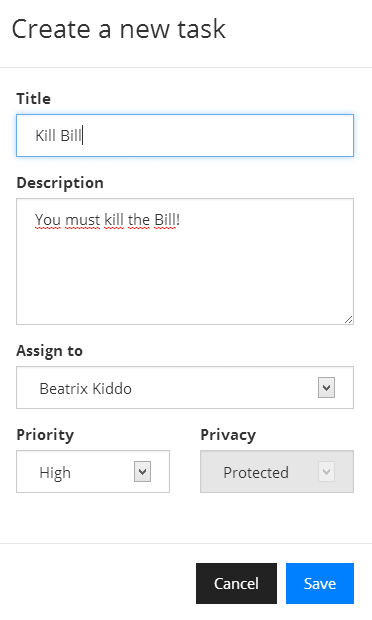 Create a new task
Title
Kill Bill
Description
You must kill the Bill!
Assign to
Beatrix Kiddo
Priority Privacy
High Protected
Cancel Save